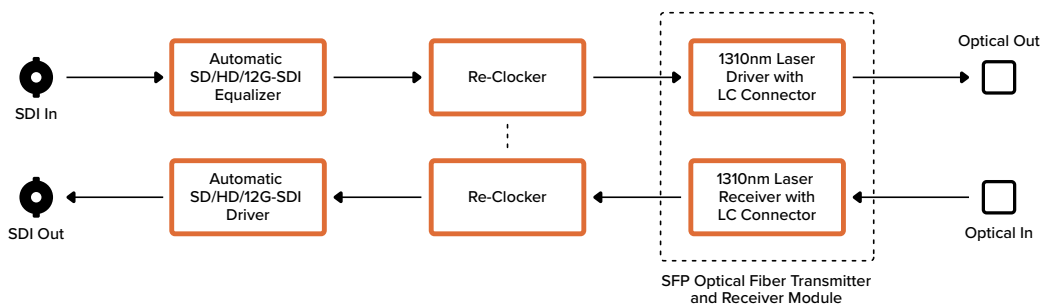 SDI In
Automatic
SD/HD/12G-SDI
Equalizer
Re-Clocker
1310nm Laser
Driver with
LC Connector
Optical Out
SDI Out
Automatic
SD/HD/12G-SDI
Driver
Re-Clocker
1310nm Laser
Receiver with
LC Connector
Optical In
SFP Optical Fiber Transmitter
and Receiver Module